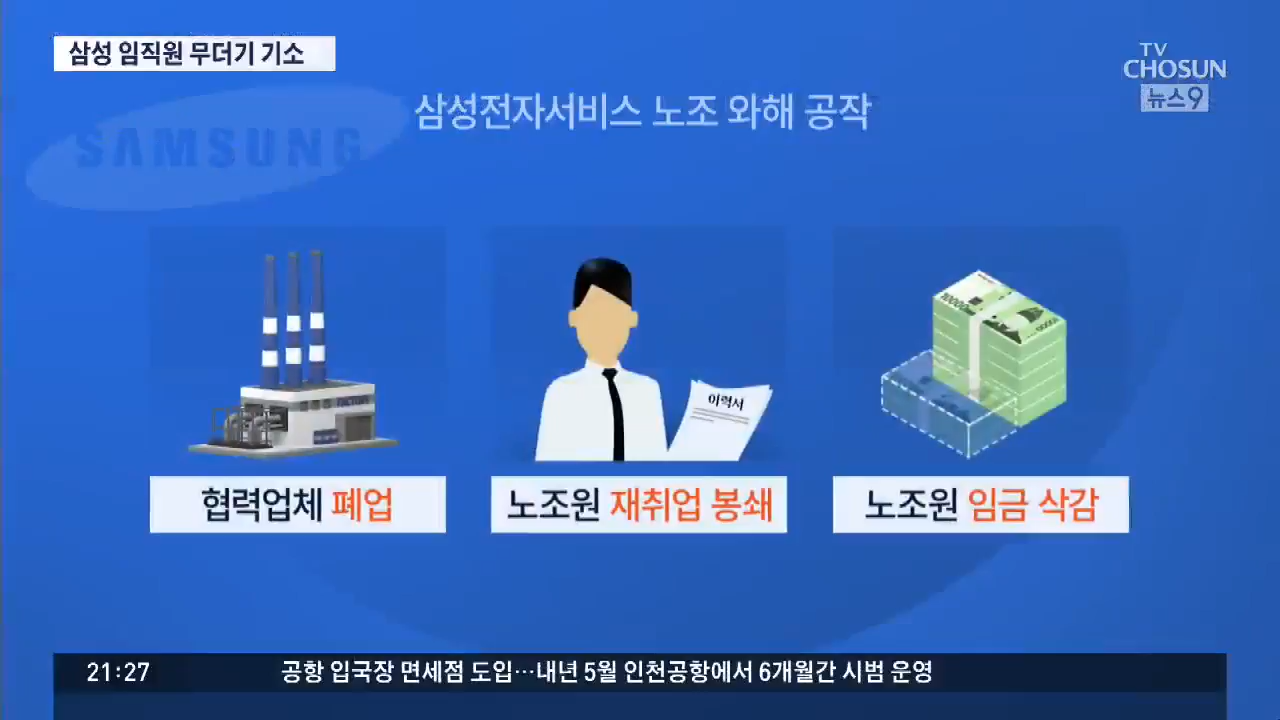 삼성 임직원 무더기 기소
TV
CHOSUN
뉴스9
삼성전자서비스 노조 와해 공작
SAMSUNG
FACTORY
이력서
10000
협력업체 폐업
노조원 재취업 봉쇄
노조원 임금 삭감
21:27
공항 입국장 면세점 도입…내년 5월 인천공항에서 6개월간 시범 운영